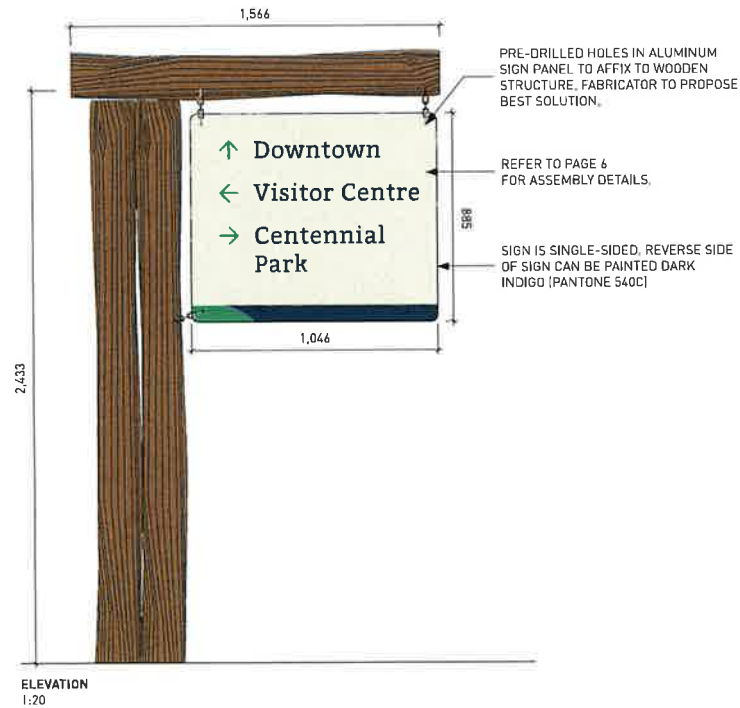 1,566
PRE-DRILLED HOLES IN ALUMINUM
SIGN PANEL TO AFFIX TO WOODEN
STRUCTURE, FABRICATOR TO PROPOSE
BEST SOLUTION.
↑ Downtown
← Visitor Centre
→ Centennial
Park
REFER TO PAGE 6
FOR ASSEMBLY DETAILS.
885
SIGN IS SINGLE-SIDED, REVERSE SIDE
OF SIGN CAN BE PAINTED DARK
INDIGO (PANTONE 540C)
1,046
2,433
ELEVATION
1:20